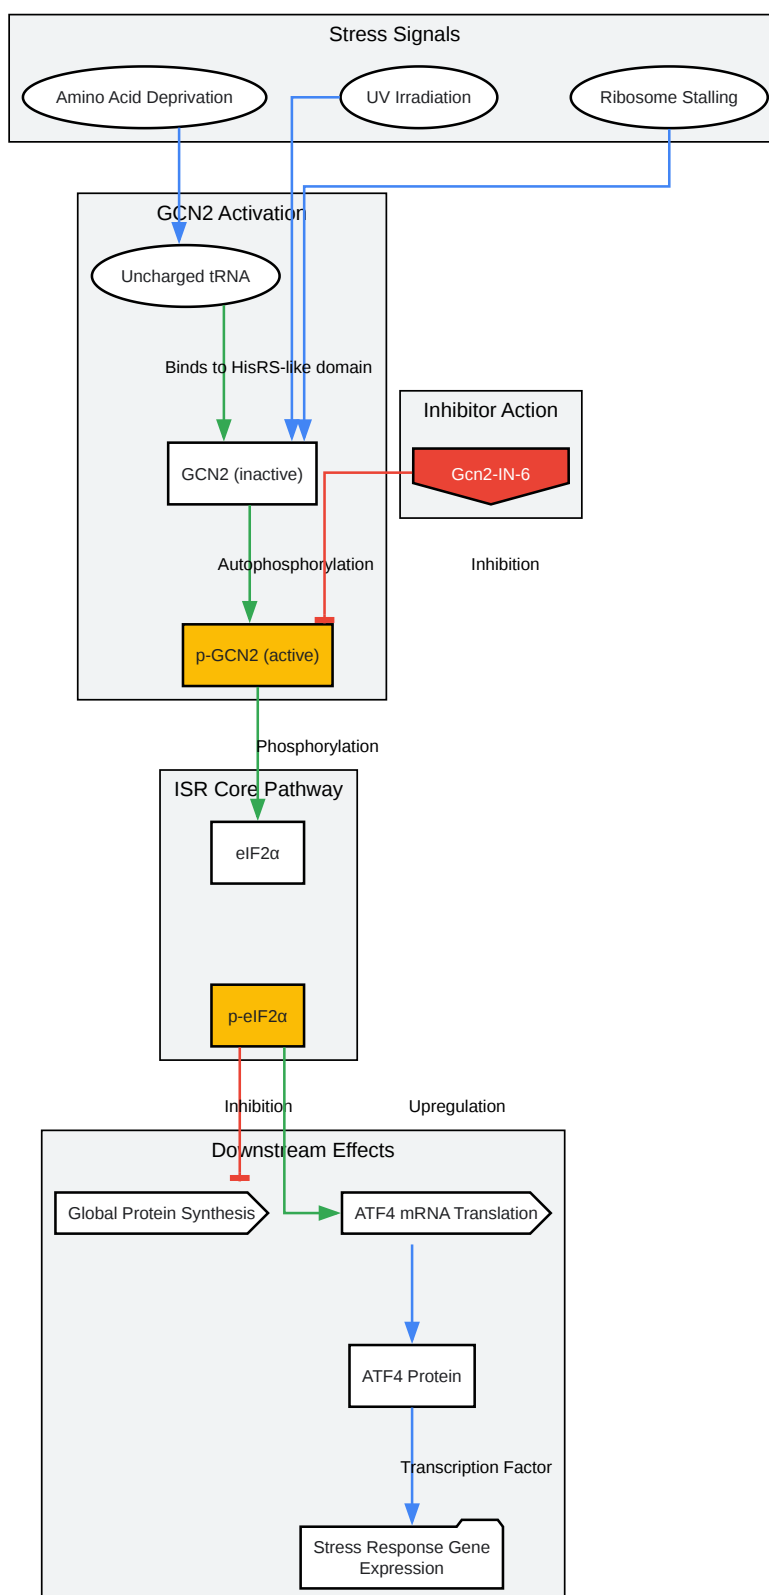 Stress Signals
Amino Acid Deprivation
UV Irradiation
Ribosome Stalling
GCN2 Activation
Uncharged tRNA
Binds to HisRS-like domain
Inhibitor Action
GCN2 (inactive)
Gcn2-IN-6
Autophosphorylation
Inhibition
p-GCN2 (active)
Phosphorylation
ISR Core Pathway
eIF2α
p-eIF2α
Inhibition
Upregulation
Downstream Effects
Global Protein Synthesis
ATF4 mRNA Translation
ATF4 Protein
Transcription Factor
Stress Response Gene
Expression